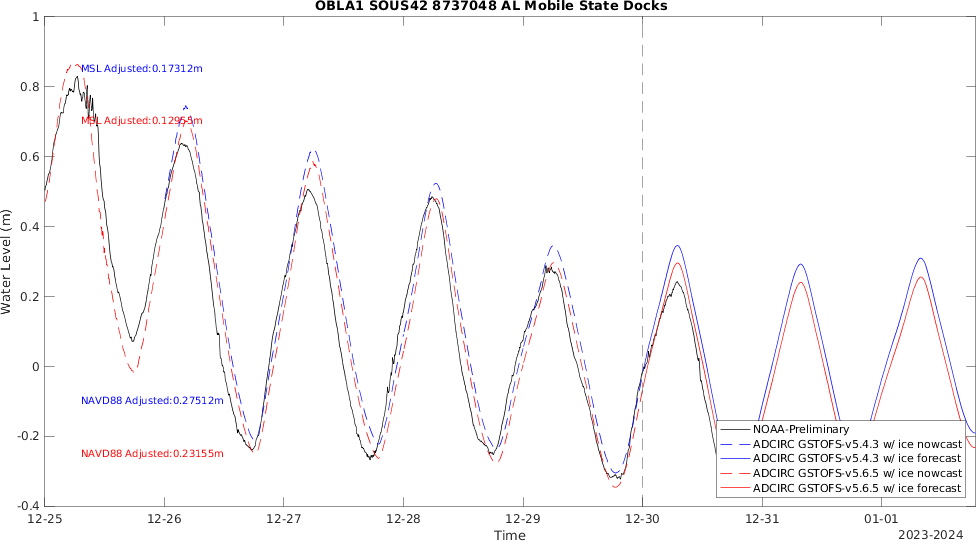 OBLA1 SOUS42 8737048 AL Mobile State Docks
1
0.8
0.6
0.4
0.2
0
-0.2
-0.4
Water Level (m)
MSL Adjusted:0.17312m
MSL Adjusted:0.12955m
NAVD88 Adjusted:0.27512m
NAVD88 Adjusted:0.23155m
NOAA-Preliminary
ADCIRC GSTOFS-v5.4.3 w/ ice nowcast
ADCIRC GSTOFS-v5.4.3 w/ ice forecast
ADCIRC GSTOFS-v5.6.5 w/ ice nowcast
ADCIRC GSTOFS-v5.6.5 w/ ice forecast
12-25 12-26 12-27 12-28 12-29 12-30 12-31 01-01
Time
2023-2024